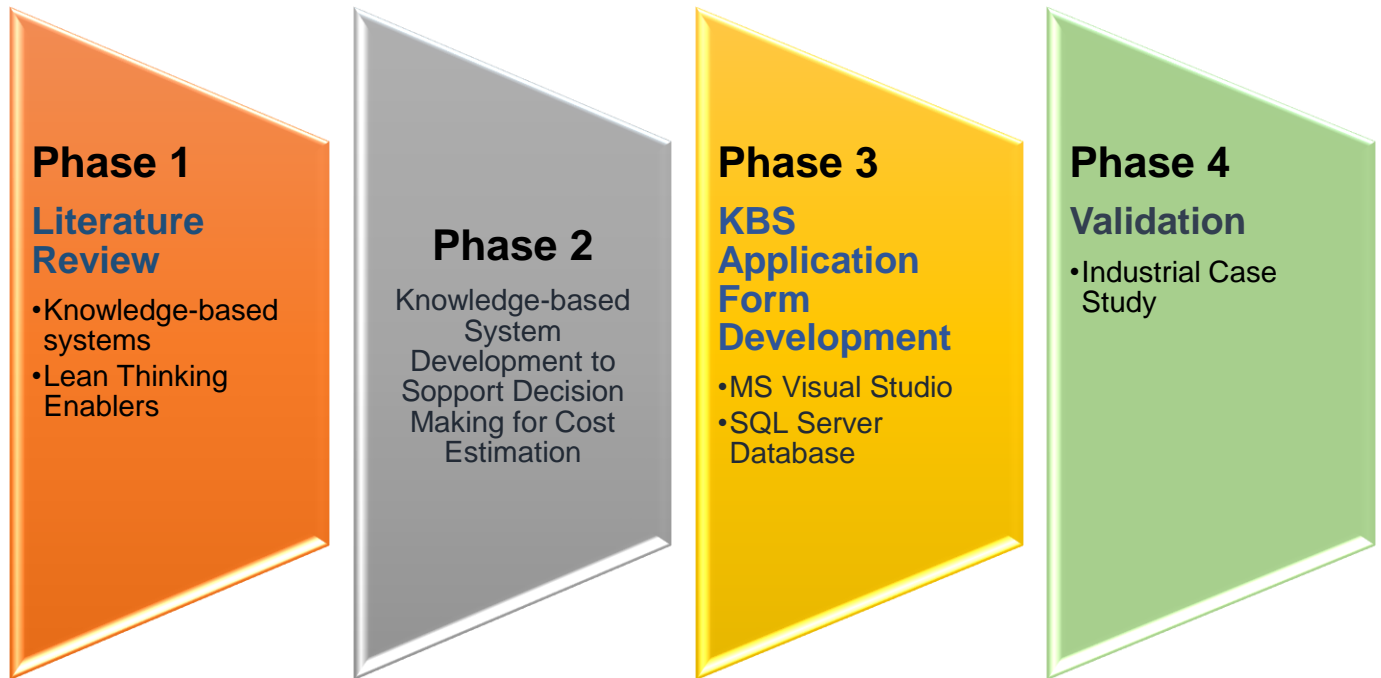 Phase 1
Literature
Review
•Knowledge-based
systems
•Lean Thinking
Enablers
Phase 2
Knowledge-based
System
Development to
Sopport Decision
Making for Cost
Estimation
Phase 3
KBS
Application
Form
Development
•MS Visual Studio
•SQL Server
Database
Phase 4
Validation
•Industrial Case
Study